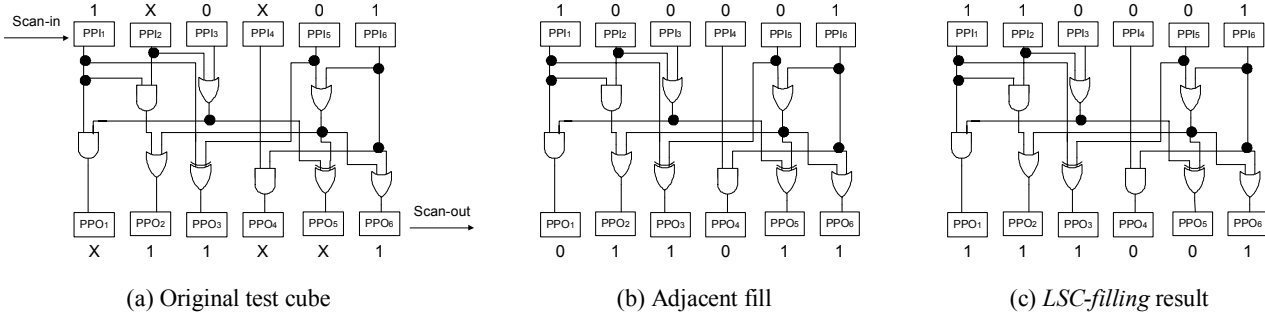 1 X 0 X 0 1
Scan-in
PPI1 PPI2 PPI3 PPI4 PPI5 PPI6
PPO1 PPO2 PPO3 PPO4 PPO5 PPO6
Scan-out
X 1 1 X X 1
(a) Original test cube
1 0 0 0 0 1
PPI1 PPI2 PPI3 PPI4 PPI5 PPI6
PPO1 PPO2 PPO3 PPO4 PPO5 PPO6
0 1 1 0 1 1
(b) Adjacent fill
1 1 0 0 0 1
PPI1 PPI2 PPI3 PPI4 PPI5 PPI6
PPO1 PPO2 PPO3 PPO4 PPO5 PPO6
1 1 1 0 0 1
(c) LSC-filling result